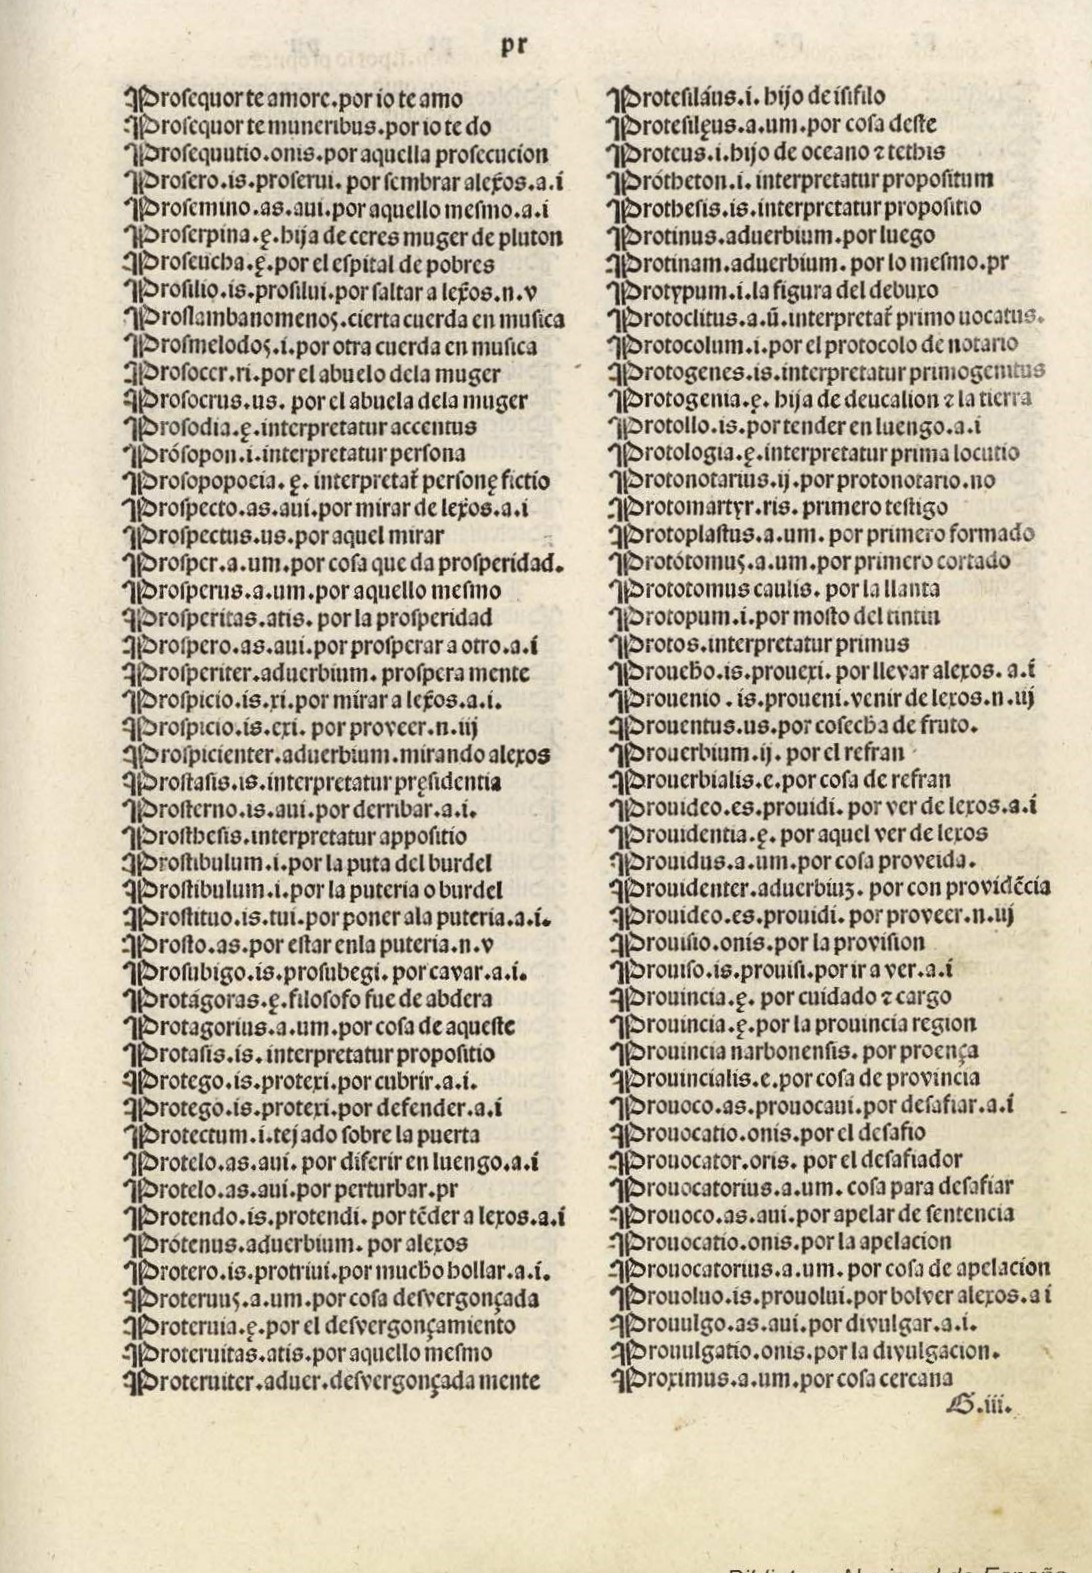 pr
¶Prosequor te amore.por io te amo
¶Prosequor te muneribus.por io te do
¶Prosequutio.onis.por aquella prosecucion
¶Prosero.is.proserui. por sembrar alex̃os.a.i
¶Prosemino.as.aui.por aquello mesmo.a.i
¶Proserpina.ę.hija de ceres muger de pluton
¶Proseucha.ę.por el espital de pobres
¶Prosilio.is.prosilui.por saltar a lex̃os.n.v
¶Proslambanomenos.cierta cuerda en musica
¶Prosmelodos.i.por otra cuerda en musica
¶Prosocer.ri.por el abuelo dela muger
¶Prosocrus.us. por el abuela dela muger
¶Prosodia.ę.interpretatur accentus
¶Prósopon.i.interpretatur persona
¶Prosopopoeia.ę. interpretat̃ personę fictio
¶Prospecto.as.aui.por mirar de lex̃os.a.i
¶Prospectus.us.por aquel mirar
¶Prosper.a.um.por cosa que da prosperidad.
¶Prosperus.a.um.por aquello mesmo
¶Prosperitas.atis. por la prosperidad
¶Prospero.as.aui.por prosperar a otro.a.i
¶Prosperiter.aduerbium. prospera mente
¶Prospicio.is.xi.por mirar a lex̃os.a.i.
¶Prospicio.is.exi. por proveer.n.iij
¶Prospicienter.aduerbium.mirando alexos
¶Prostasis.is.interpretatur pręsidentia
¶Prosterno.is.aui.por derribar.a.i.
¶Prosthesis.interpretatur appositio
¶Prostibulum.i.por la puta del burdel
¶Prostibulum.i.por la puteria o burdel
¶Prostituo.is.tui.por poner ala puteria.a.i.
¶Prosto.as.por estar enla puteria.n.v
¶Prosubigo.is.prosubegi.por cavar.a.i.
¶Protágoras.ę.filosofo fue de abdera
¶Protagorius.a.um.por cosa de aqueste
¶Protasis.is.interpretatur propositio
¶Protego.is.protexi.por cubrir.a.i.
¶Protego.is.protexi.por defender.a.i
¶Protectum.i.tejado sobre la puerta
¶Protelo.as.aui. por diferir en luengo.a.i
¶Protelo.as.aui.por perturbar.pr
¶Protendo.is.protendi. por tẽder a lexos.a.i
¶Prótenus.aduerbium. por alexos
¶Protero.is.protriui.por mucho hollar.a.i.
¶Proteruus.a.um.por cosa desvergonçada
¶Proteruia.ę.por el desvergonçamiento
¶Proteruitas.atis.por aquello mesmo
¶Proteruiter.aduer.desvergonçada mente
¶Protesiláus.i. hijo de isifilo
¶Protesilęus.a.um.por cosa deste
¶Proteus.i.hijo de oceano ⁊ tethis
¶Prótheton.i. interpretatur propositum
¶Prothesis.is.interpretatur propositio
¶Protinus.aduerbium.por luego
¶Protinam.aduerbium. por lo mesmo.pr
¶Protypum.i.la figura del debuxo
¶Protoclitus.a.ũ.interpretat̃ primo uocatus.
¶Protocolum.i.por el protocolo de notario
¶Protogenes.is.interpretatur primogenitus
¶Protogenia.ę. hija de deucalion ⁊ la tierra
¶Protollo.is.por tender en luengo.a.i
¶Protologia.ę.interpretatur prima locutio
¶Protonotarius.ij.por protonotario.no
¶Protomartyr.ris. primero testigo
¶Protoplastus.a.um. por primero formado
¶Protótomus.a.um.por primero cortado
¶Prototomus caulis. por la llanta
¶Protopum.i.por mosto del tintin
¶Protos.interpretatur primus
¶Proueho.is.prouexi. por llevar alexos. a.i
¶Prouenio. is.proueni.venir de lexos.n.iij
¶Prouentus.us.por cosecha de fruto.
¶Prouerbium.ij. por el refran
¶Prouerbialis.e.por cosa de refran
¶Prouideo.es.prouidi. por ver de lexos.a.i
¶Prouidentia.ę. por aquel ver de lexos
¶Prouidus.a.um.por cosa proveida.
¶Prouidenter.aduerbiuꝫ. por con providẽcia
¶Prouideo.es.prouidi. por proveer.n.iij
¶Prouisio.onis.por la provision
¶Prouiso.is.prouisi.por ir a ver.a.i
¶Prouincia.ę. por cuidado ⁊ cargo
¶Prouincia.ę.por la prouincia region
¶Prouincia narbonensis. por proença
¶Prouincialis.e.por cosa de provincia
¶Prouoco.as.prouocaui.por desafiar.a.i
¶Prouocatio.onis.por el desafio
¶Prouocator.oris. por el desafiador
¶Prouocatorius.a.um. cosa para desafiar
¶Prouoco.as.aui.por apelar de sentencia
¶Prouocatio.onis.por la apelacion
¶Prouocatorius.a.um. por cosa de apelacion
¶Prouoluo.is.prouolui.por bolver alexos.a i
¶Prouulgo.as.aui.por divulgar.a.i.
¶Prouulgatio.onis.por la divulgacion.
¶Proximus.a.um.por cosa cercana
G.iii.